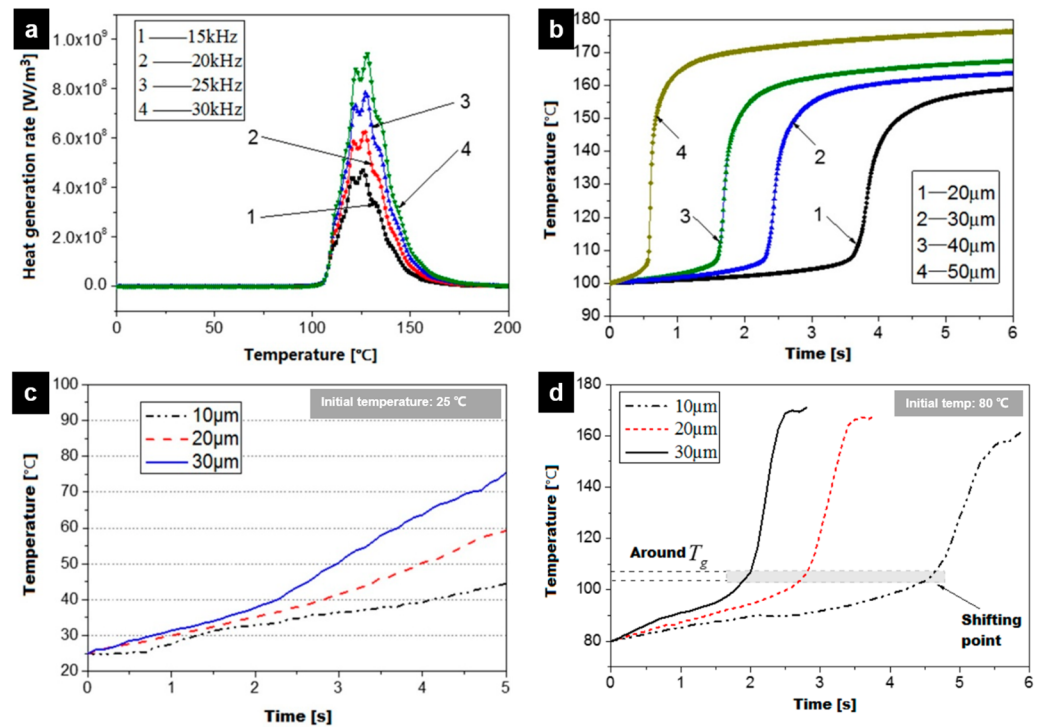 a
1 ———15kHz
2 ———20kHz
3 ———25kHz
4 ———30kHz
1.0x10⁹
8.0x10⁸
6.0x10⁸
4.0x10⁸
2.0x10⁸
0.0
Heat generation rate [W/m³]
3
2
4
1
0 50 100 150 200
Temperature [℃]
b
180
170
160
150
140
130
120
110
100
90
Temperature [℃]
4
2
3
1
1—20μm
2—30μm
3—40μm
4—50μm
0 1 2 3 4 5 6
Time [s]
c
Initial temperature: 25 ℃
10μm
20μm
30μm
100
90
80
70
60
50
40
30
20
Temperature [℃]
0 1 2 3 4 5
Time [s]
d
Initial temp: 80 ℃
10μm
20μm
30μm
180
160
140
120
100
80
Temperature [℃]
Around Tg
Shifting
point
0 1 2 3 4 5 6
Time [s]